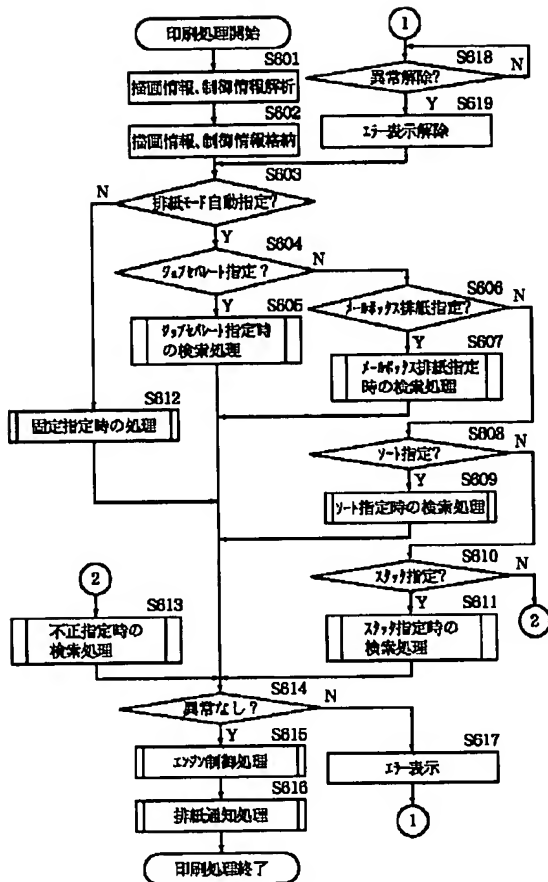 印刷処理開始
S601
描画情報、制御情報解析
S602
描画情報、制御情報格納
S603
排紙モード自動指定?
N
Y
S604
ジョブセパレート指定?
N
Y
S605
ジョブセパレート指定時
の検索処理
S606
メールボックス排紙指定?
N
Y
S607
メールボックス排紙指定
時の検索処理
S612
固定指定時の処理
S608
ソート指定?
N
Y
S609
ソート指定時の検索処理
S610
スタック指定?
N
2
Y
S611
スタック指定時の
検索処理
2
S613
不正指定時の
検索処理
S614
異常なし?
N
Y
S615
エンジン制御処理
S616
排紙通知処理
印刷処理終了
S617
エラー表示
1
1
S618
異常解除?
N
Y
S619
エラー表示解除